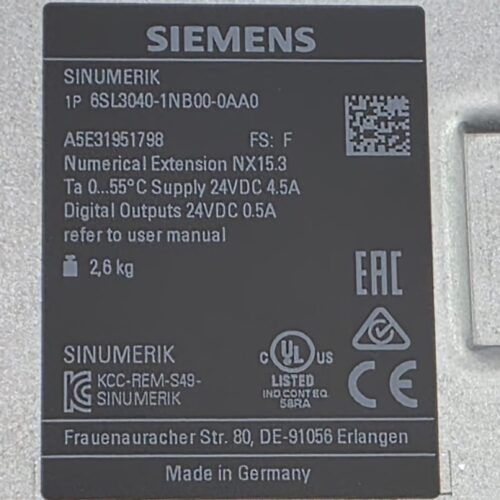 SIEMENS
SINUMERIK
1P 6SL3040-1NB00-0AA0
A5E31951798 FS: F
Numerical Extension NX15.3
Ta 0...55°C Supply 24VDC 4.5A
Digital Outputs 24VDC 0.5A
refer to user manual
2,6 kg
EAC
SINUMERIK
KCC-REM-S49-
SINUMERIK
C UL US
LISTED
IND.CONT.EQ.
58RA
CE
Frauenauracher Str. 80, DE-91056 Erlangen
Made in Germany